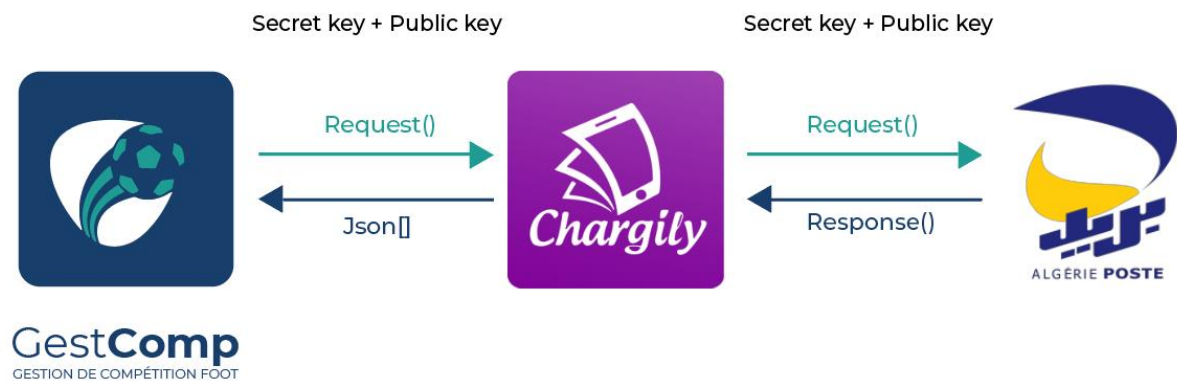 Secret key + Public key
Secret key + Public key
Request()
Request()
Json[]
Response()
Chargily
بريد
ALGÉRIE POSTE
GestComp
GESTION DE COMPÉTITION FOOT